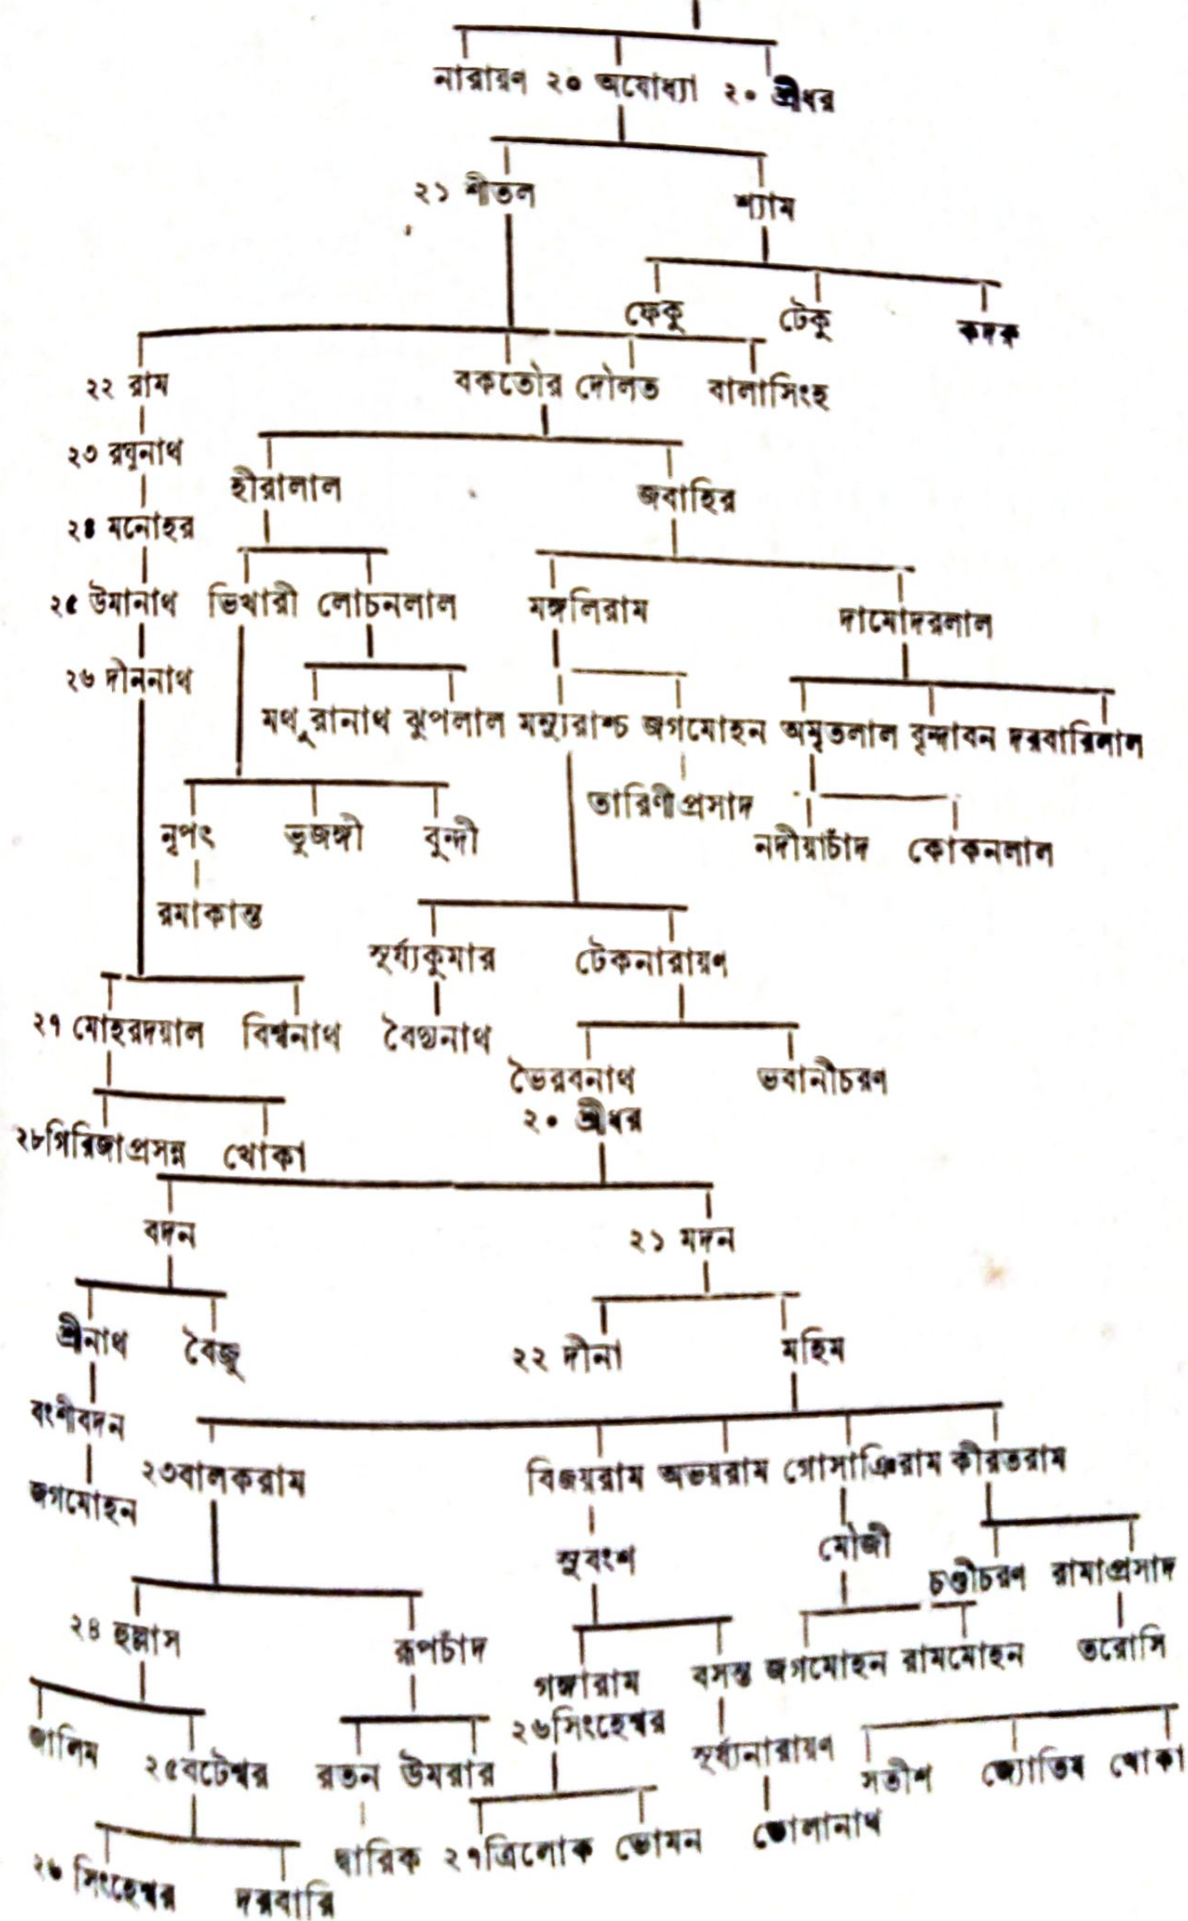 নারায়ণ ২০ অযোধ্যা ২০ শ্রীধর
২১ শীতল শ্যাম
ফেকু টেকু কদরু
২২ রাম বকতোর দৌলত বালাসিংহ
২৩ রঘুনাথ
হীরালাল জবাহির
২৪ মনোহর
২৫ উমানাথ ভিখারী লোচনলাল মঙ্গলিরাম দামোদরলাল
২৬ দীননাথ
মথুরানাথ ঝুপলাল জগমোহন অমৃতলাল বৃন্দাবন দরবারিলাল
তারিণীপ্রসাদ
নৃপৎ ভুজঙ্গী বুন্দী নদীয়াচাঁদ কোকনলাল
রমাকান্ত
সূর্য্যকুমার টেকনারায়ণ
২৭ মোহরদয়াল বিশ্বনাথ বৈদ্যনাথ
ভৈরবনাথ ভবানীচরণ
২০ শ্রীধর
২৮গিরিজাপ্রসন্ন খোকা
বদন ২১ মদন
শ্রীনাথ বৈজু ২২ দীনা মহিম
বংশীবদন
২৩বালকরাম বিজয়রাম অভয়রাম গোসাঞিরাম কীরতরাম
জগমোহন
সুবংশ মৌজী চণ্ডীচরণ রামাপ্রসাদ
২৪ হুল্লাস রূপচাঁদ গঙ্গারাম বসন্ত জগমোহন রামমোহন তরোসি
২৬সিংহেশ্বর
জালিম ২৫বটেশ্বর রতন উমরার সূর্য্যনারায়ণ সতীশ জ্যোতিষ খোকা
দ্বারিক ২৭ত্রিলোক ভোমন ভোলানাথ
২৬ সিংহেশ্বর দরবারি